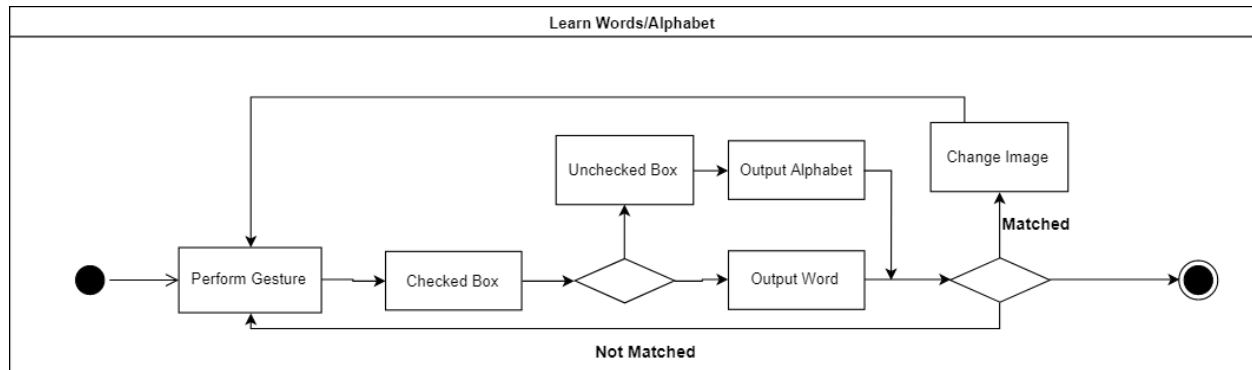 Learn Words/Alphabet
Change Image
Unchecked Box
Output Alphabet
Matched
Perform Gesture
Checked Box
Output Word
Not Matched